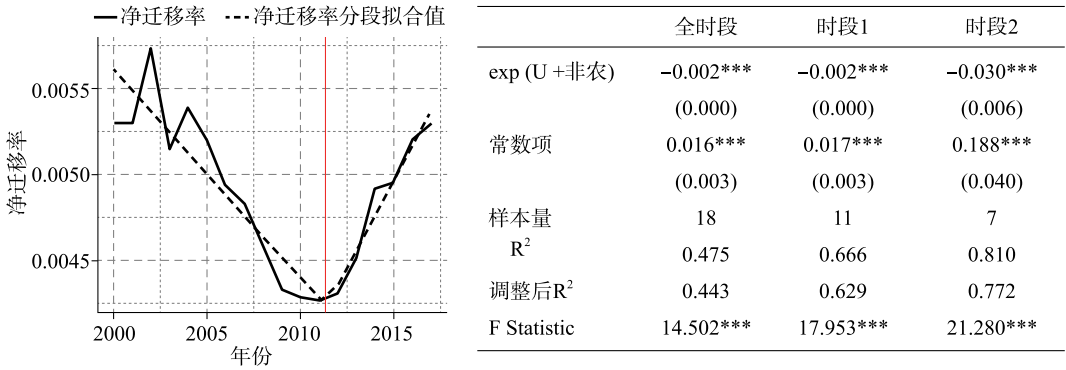 净迁移率 净迁移率分段拟合值
0.0055
0.0050
0.0045
净迁移率
2000 2005 2010 2015
年份
全时段 时段1 时段2
exp (U +非农) −0.002*** −0.002*** −0.030***
(0.000) (0.000) (0.006)
常数项 0.016*** 0.017*** 0.188***
(0.003) (0.003) (0.040)
样本量 18 11 7
R² 0.475 0.666 0.810
调整后R² 0.443 0.629 0.772
F Statistic 14.502*** 17.953*** 21.280***